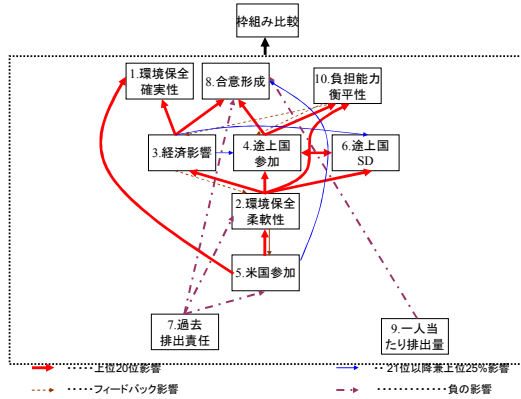 枠組み比較
1.環境保全
確実性
8.合意形成
10.負担能力
衡平性
3.経済影響
4.途上国
参加
6.途上国
SD
2.環境保全
柔軟性
5.米国参加
7.過去
排出責任
9.一人当
たり排出量
‥‥‥上位20位影響
‥21位以降兼上位25%影響
‥‥‥フィードバック影響
‥‥‥負の影響